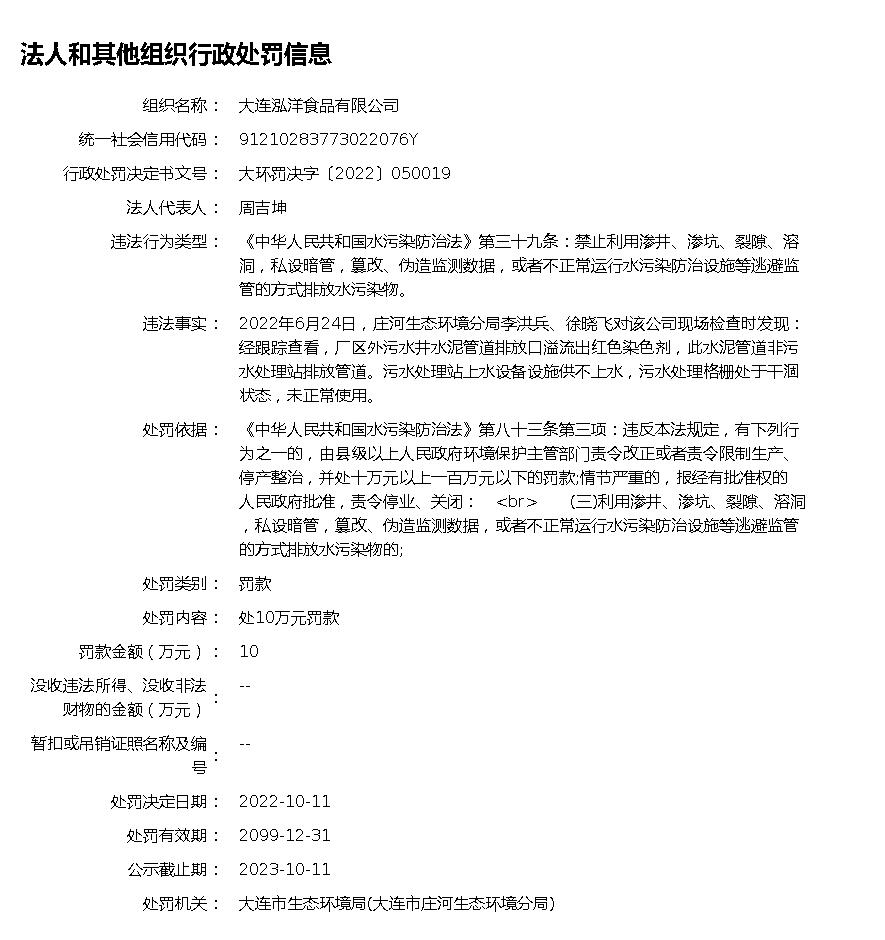 法人和其他组织行政处罚信息
组织名称： 大连泓洋食品有限公司
统一社会信用代码： 91210283773022076Y
行政处罚决定书文号： 大环罚决字〔2022〕050019
法人代表人： 周吉坤
违法行为类型： 《中华人民共和国水污染防治法》第三十九条：禁止利用渗井、渗坑、裂隙、溶
洞，私设暗管，篡改、伪造监测数据，或者不正常运行水污染防治设施等逃避监
管的方式排放水污染物。
违法事实： 2022年6月24日，庄河生态环境分局李洪兵、徐晓飞对该公司现场检查时发现：
经跟踪查看，厂区外污水井水泥管道排放口溢流出红色染色剂，此水泥管道非污
水处理站排放管道。污水处理站上水设备设施供不上水，污水处理格栅处于干涸
状态，未正常使用。
处罚依据： 《中华人民共和国水污染防治法》第八十三条第三项：违反本法规定，有下列行
为之一的，由县级以上人民政府环境保护主管部门责令改正或者责令限制生产、
停产整治，并处十万元以上一百万元以下的罚款;情节严重的，报经有批准权的
人民政府批准，责令停业、关闭： <br> (三)利用渗井、渗坑、裂隙、溶洞
，私设暗管，篡改、伪造监测数据，或者不正常运行水污染防治设施等逃避监管
的方式排放水污染物的;
处罚类别： 罚款
处罚内容： 处10万元罚款
罚款金额（万元）： 10
没收违法所得、没收非法
财物的金额（万元）： --
暂扣或吊销证照名称及编
号： --
处罚决定日期： 2022-10-11
处罚有效期： 2099-12-31
公示截止期： 2023-10-11
处罚机关： 大连市生态环境局(大连市庄河生态环境分局)